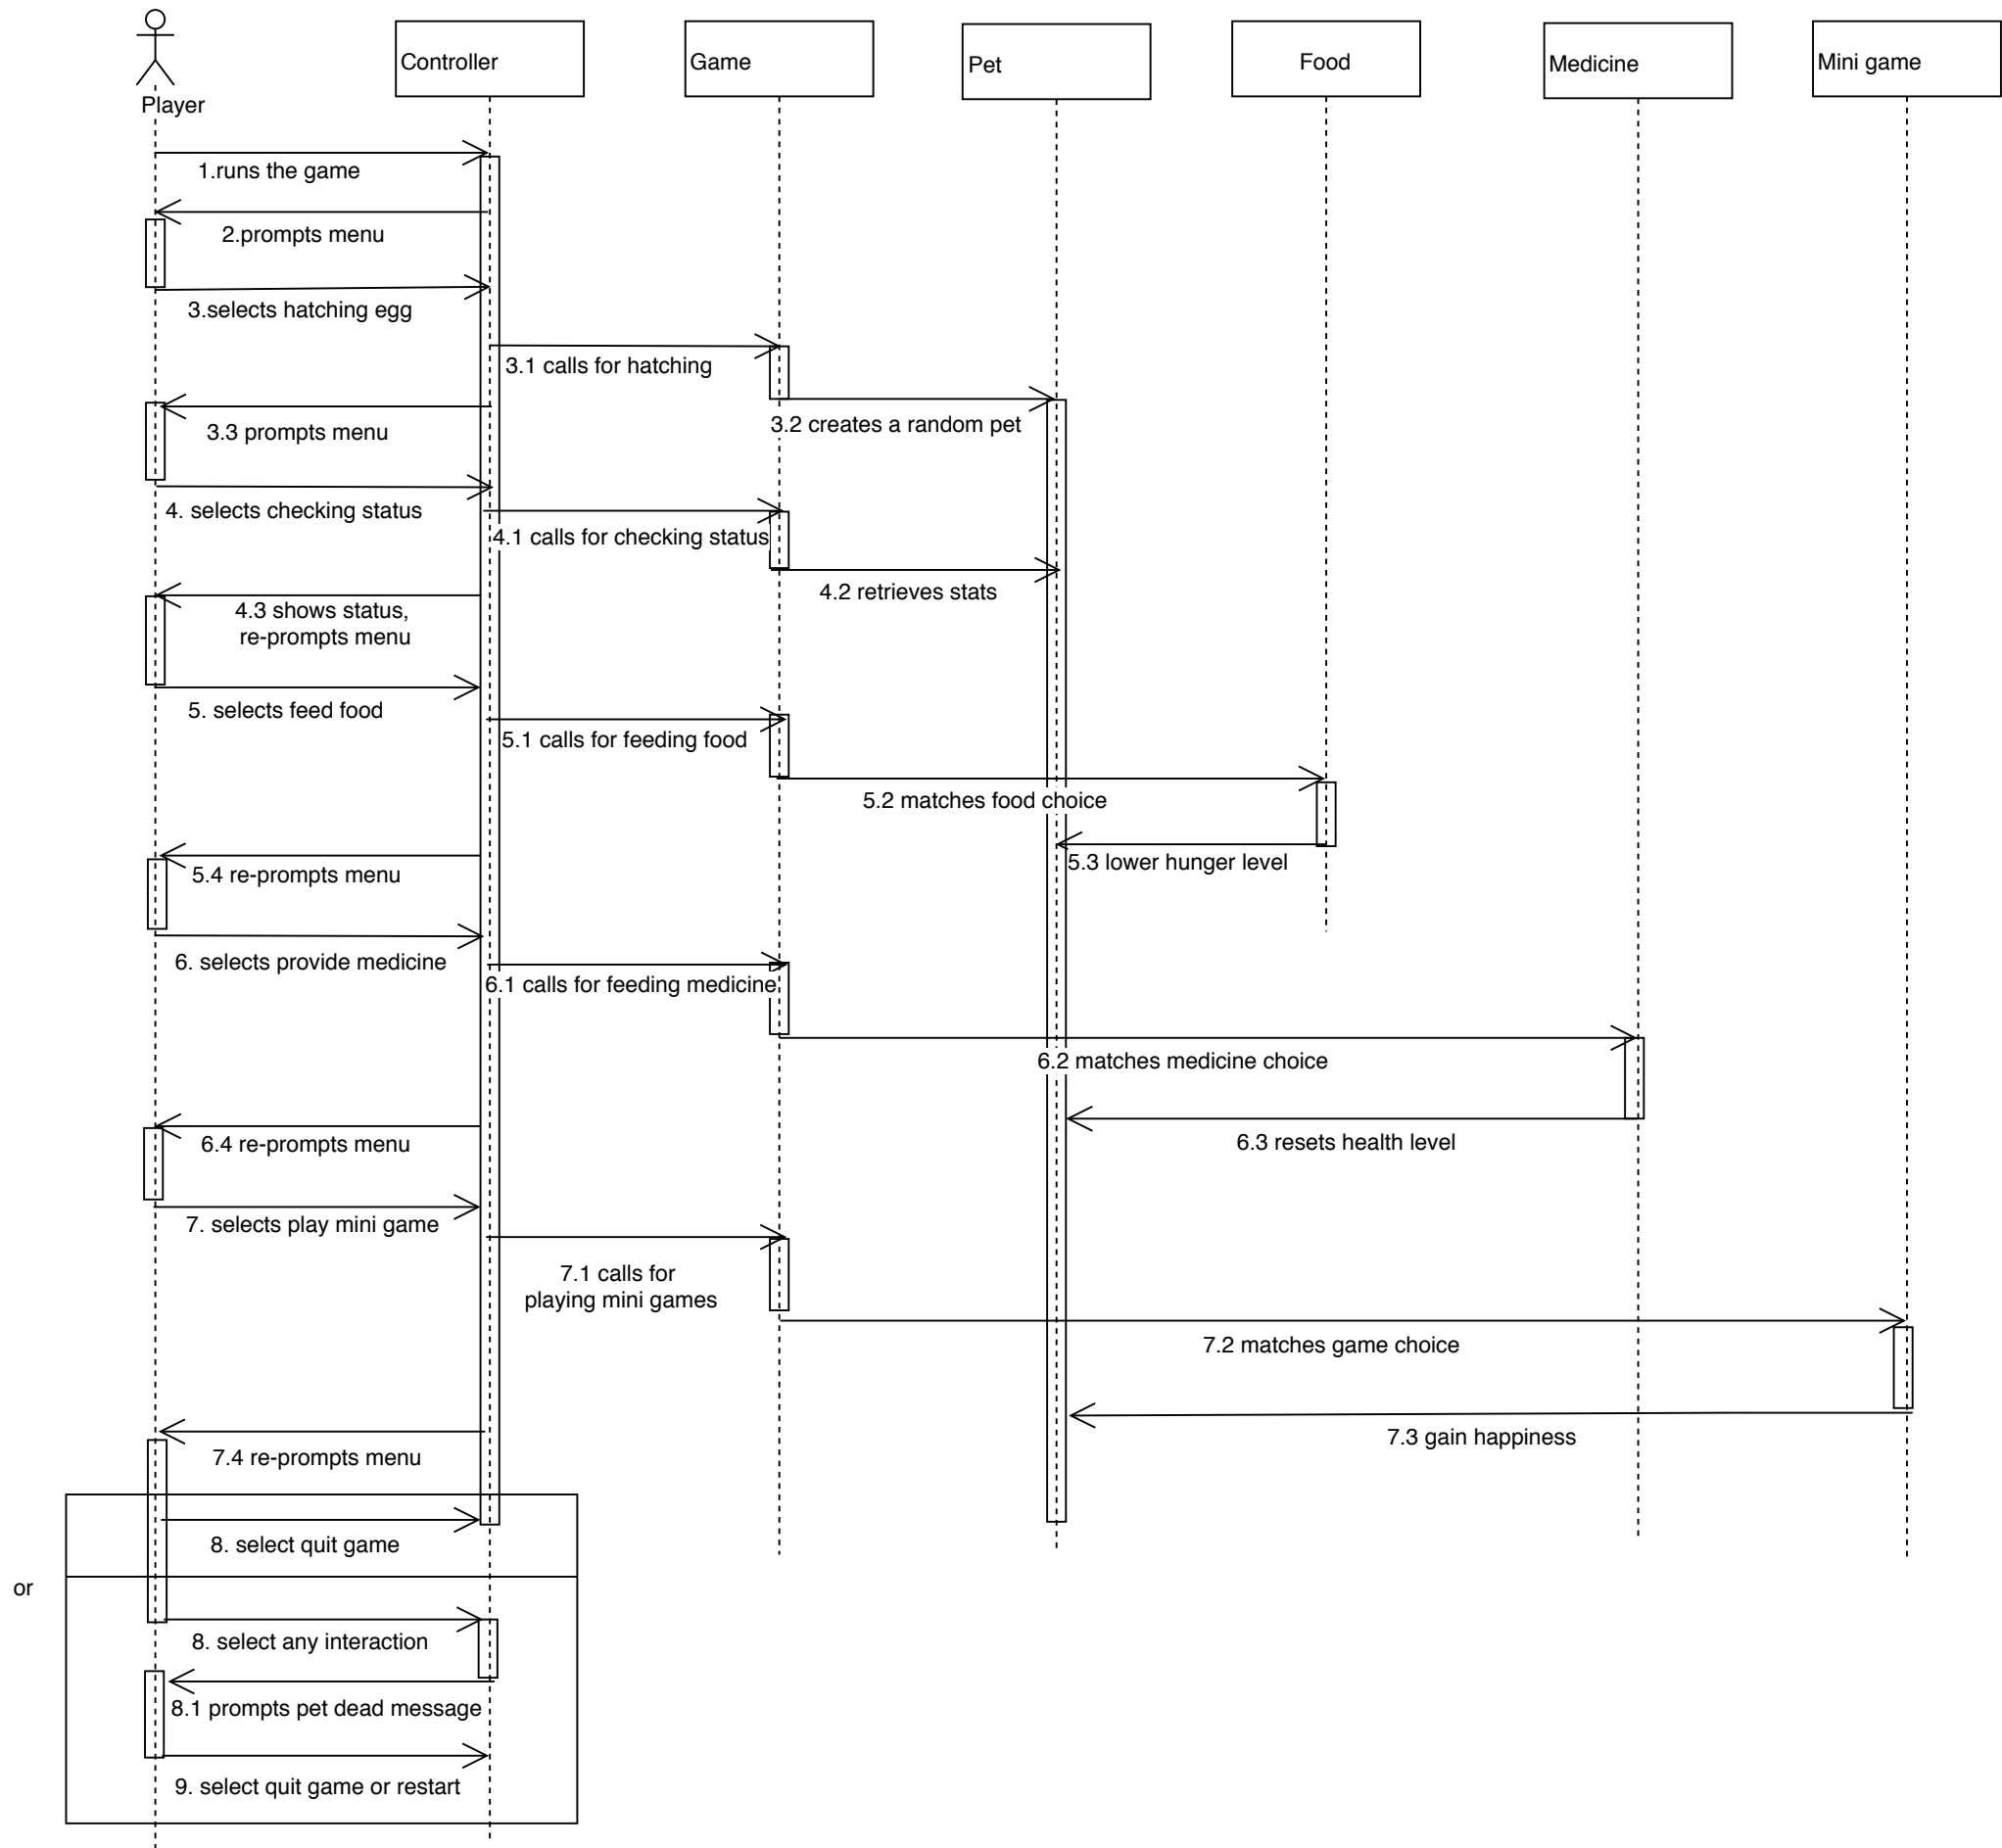 Controller
Game
Pet
Food
Medicine
Mini game
Player
1.runs the game
2.prompts menu
3.selects hatching egg
3.1 calls for hatching
3.2 creates a random pet
3.3 prompts menu
4. selects checking status
4.1 calls for checking status
4.2 retrieves stats
4.3 shows status,
re-prompts menu
5. selects feed food
5.1 calls for feeding food
5.2 matches food choice
5.3 lower hunger level
5.4 re-prompts menu
6. selects provide medicine
6.1 calls for feeding medicine
6.2 matches medicine choice
6.3 resets health level
6.4 re-prompts menu
7. selects play mini game
7.1 calls for
playing mini games
7.2 matches game choice
7.3 gain happiness
7.4 re-prompts menu
8. select quit game
or
8. select any interaction
8.1 prompts pet dead message
9. select quit game or restart